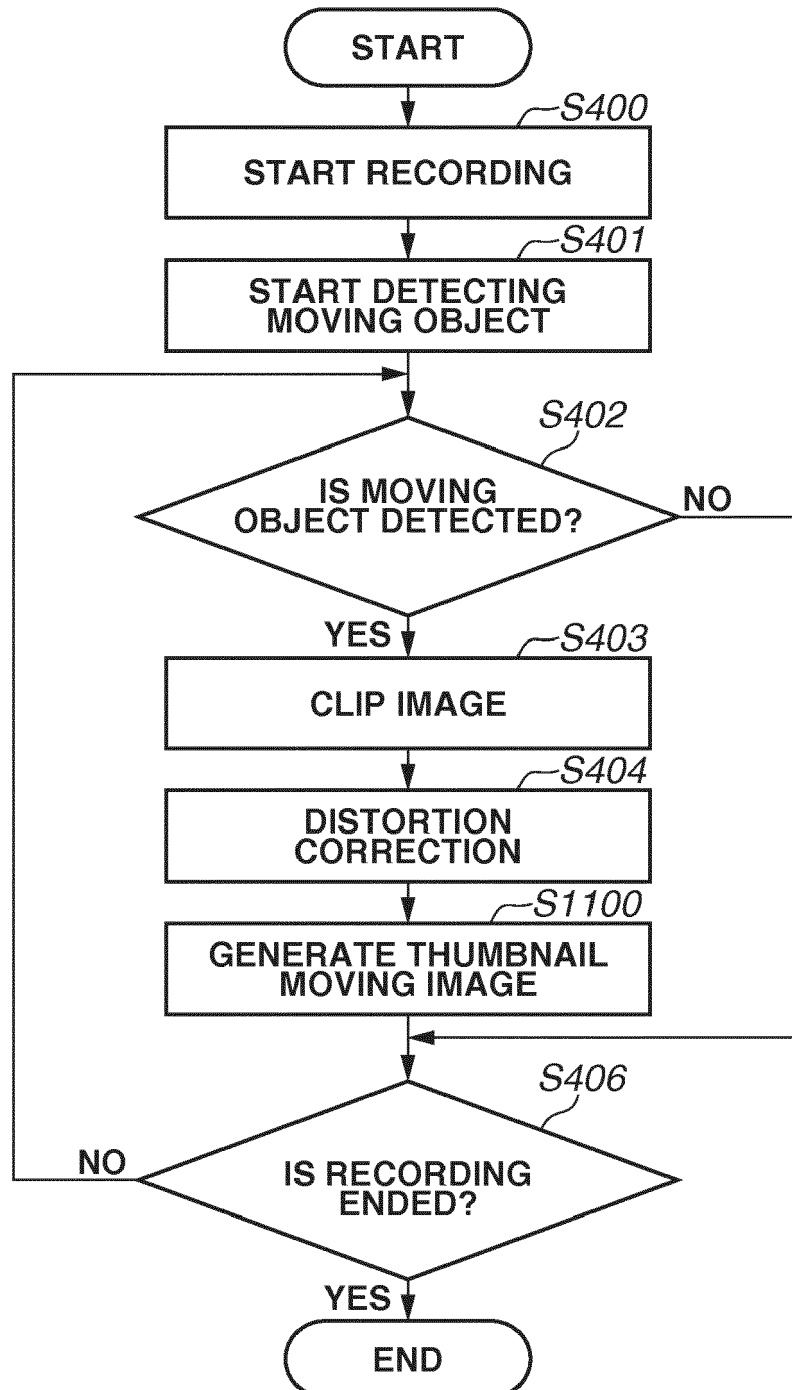 START
S400
START RECORDING
S401
START DETECTING
MOVING OBJECT
S402
IS MOVING
OBJECT DETECTED?
NO
YES
S403
CLIP IMAGE
S404
DISTORTION
CORRECTION
S1100
GENERATE THUMBNAIL
MOVING IMAGE
S406
NO
IS RECORDING
ENDED?
YES
END